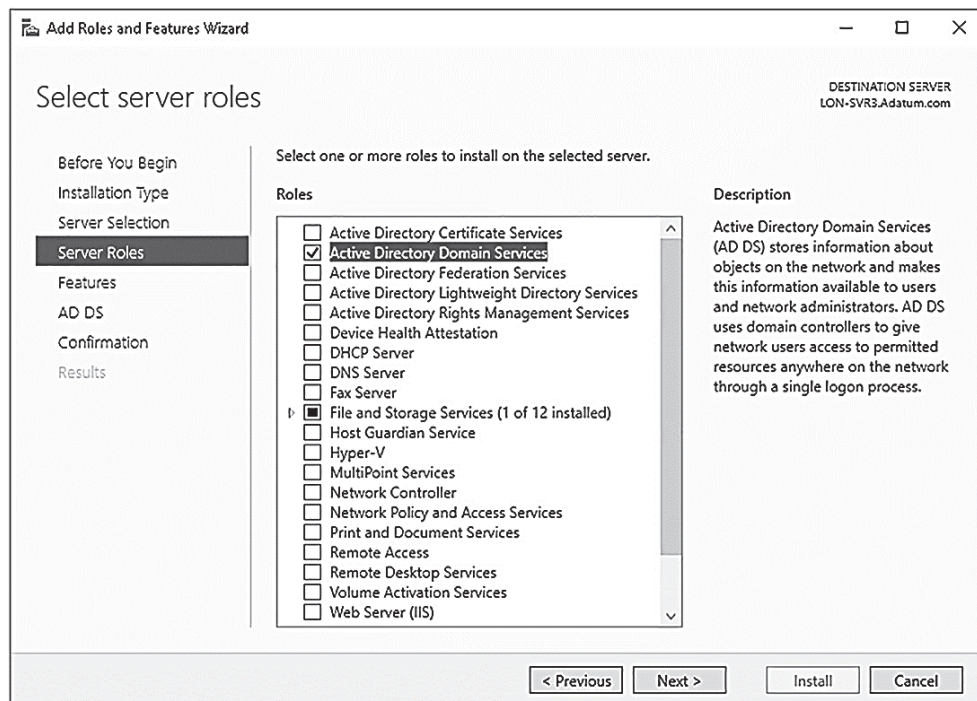 Add Roles and Features Wizard
Select server roles
DESTINATION SERVER
LON-SVR3.Adatum.com
Before You Begin
Installation Type
Server Selection
Server Roles
Features
AD DS
Confirmation
Results
Select one or more roles to install on the selected server.
Roles
Active Directory Certificate Services
Active Directory Domain Services
Active Directory Federation Services
Active Directory Lightweight Directory Services
Active Directory Rights Management Services
Device Health Attestation
DHCP Server
DNS Server
Fax Server
File and Storage Services (1 of 12 installed)
Host Guardian Service
Hyper-V
MultiPoint Services
Network Controller
Network Policy and Access Services
Print and Document Services
Remote Access
Remote Desktop Services
Volume Activation Services
Web Server (IIS)
Description
Active Directory Domain Services
(AD DS) stores information about
objects on the network and makes
this information available to users
and network administrators. AD DS
uses domain controllers to give
network users access to permitted
resources anywhere on the network
through a single logon process.
< Previous
Next >
Install
Cancel